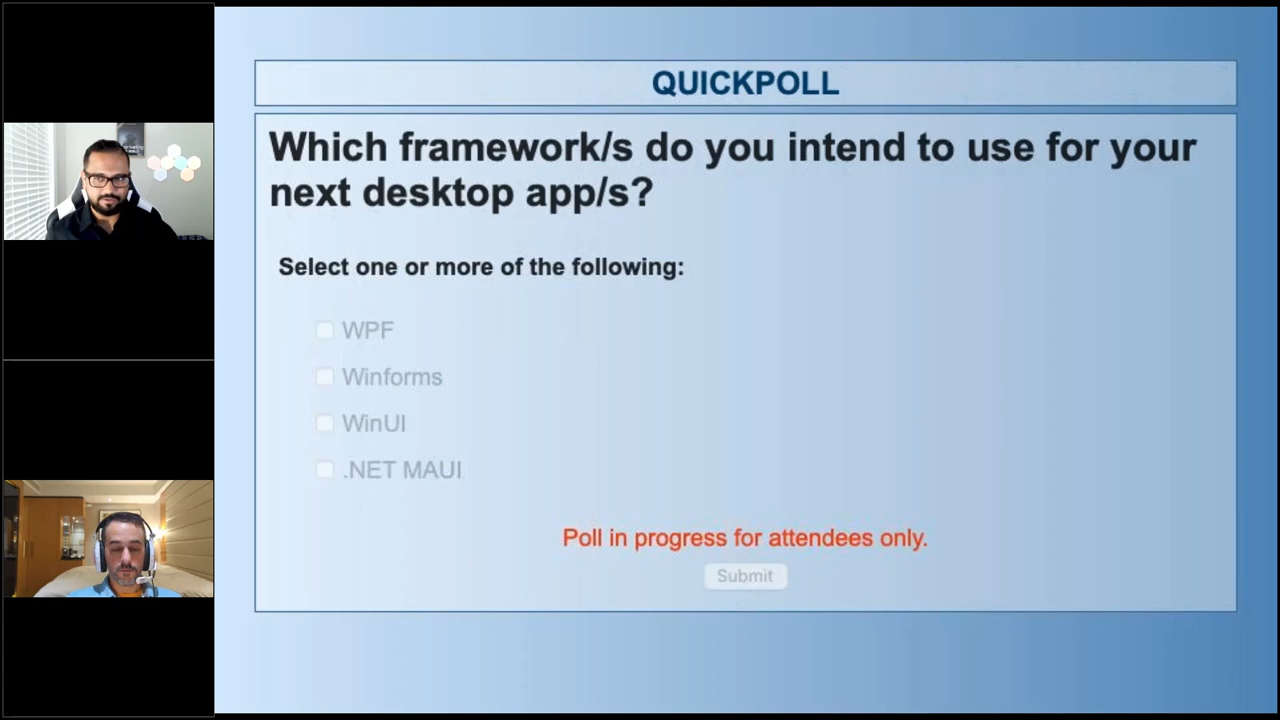 QUICKPOLL
Which framework/s do you intend to use for your
next desktop app/s?
Select one or more of the following:
WPF
Winforms
WinUI
.NET MAUI
Poll in progress for attendees only.
Submit